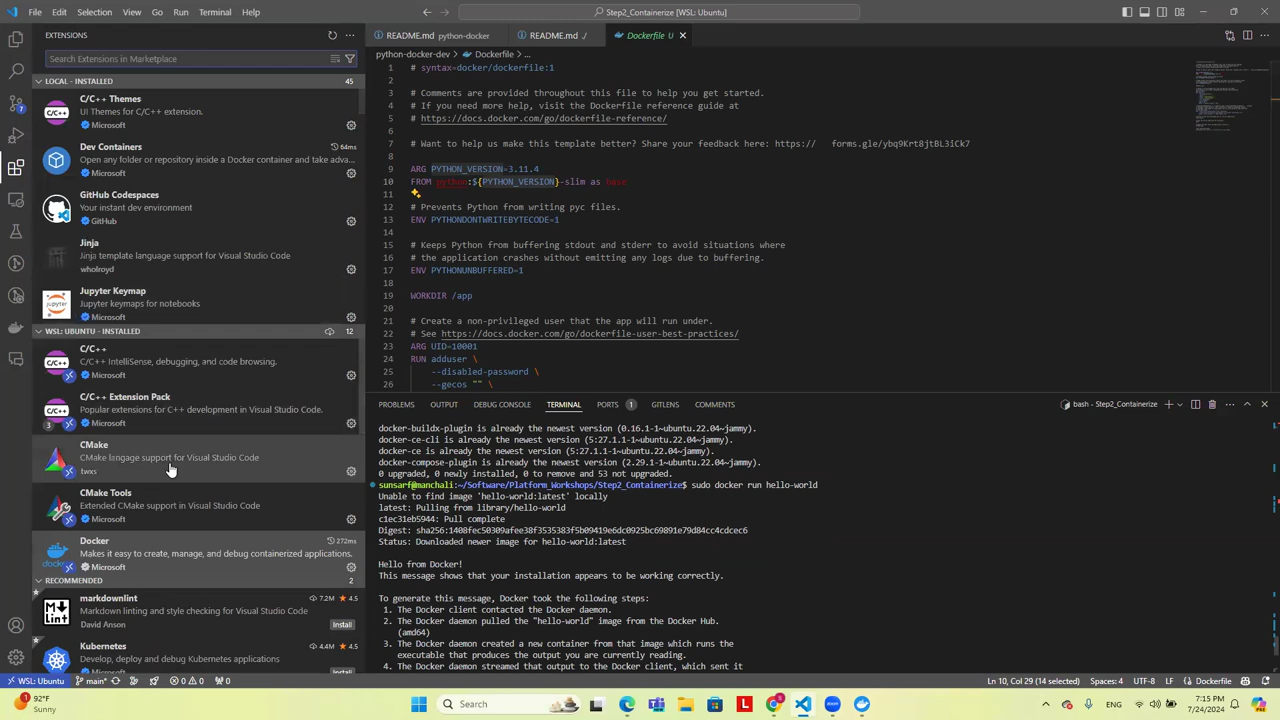 File Edit Selection View Go Run Terminal Help
Step2_Containerize [WSL: Ubuntu]
EXTENSIONS
Search Extensions in Marketplace
LOCAL - INSTALLED 45
C/C++ Themes
UI Themes for C/C++ extension.
Microsoft
Dev Containers 64ms
Open any folder or repository inside a Docker container and take adva...
Microsoft
GitHub Codespaces
Your instant dev environment
GitHub
Jinja
Jinja template language support for Visual Studio Code
wholroyd
Jupyter Keymap
Jupyter keymaps for notebooks
Microsoft
WSL: UBUNTU - INSTALLED 12
C/C++
C/C++ IntelliSense, debugging, and code browsing.
Microsoft
C/C++ Extension Pack
Popular extensions for C++ development in Visual Studio Code.
3 Microsoft
CMake
CMake langage support for Visual Studio Code
twxs
CMake Tools
Extended CMake support in Visual Studio Code
Microsoft
Docker 272ms
Makes it easy to create, manage, and debug containerized applications.
Microsoft
RECOMMENDED 2
markdownlint 7.2M 4.5
Markdown linting and style checking for Visual Studio Code
David Anson Install
Kubernetes 4.4M 4.5
Develop, deploy and debug Kubernetes applications
Microsoft Install
README.md python-docker README.md ./ Dockerfile U
python-docker-dev > Dockerfile > ...
1 # syntax=docker/dockerfile:1
2
3 # Comments are provided throughout this file to help you get started.
4 # If you need more help, visit the Dockerfile reference guide at
5 # https://docs.docker.com/go/dockerfile-reference/
6
7 # Want to help us make this template better? Share your feedback here: https:// forms.gle/ybq9Krt8jtBL3iCk7
8
9 ARG PYTHON_VERSION=3.11.4
10 FROM python:${PYTHON_VERSION}-slim as base
11
12 # Prevents Python from writing pyc files.
13 ENV PYTHONDONTWRITEBYTECODE=1
14
15 # Keeps Python from buffering stdout and stderr to avoid situations where
16 # the application crashes without emitting any logs due to buffering.
17 ENV PYTHONUNBUFFERED=1
18
19 WORKDIR /app
20
21 # Create a non-privileged user that the app will run under.
22 # See https://docs.docker.com/go/dockerfile-user-best-practices/
23 ARG UID=10001
24 RUN adduser \
25 --disabled-password \
26 --gecos "" \
PROBLEMS OUTPUT DEBUG CONSOLE TERMINAL PORTS 1 GITLENS COMMENTS
bash - Step2_Containerize
docker-buildx-plugin is already the newest version (0.16.1-1~ubuntu.22.04~jammy).
docker-ce-cli is already the newest version (5:27.1.1-1~ubuntu.22.04~jammy).
docker-ce is already the newest version (5:27.1.1-1~ubuntu.22.04~jammy).
docker-compose-plugin is already the newest version (2.29.1-1~ubuntu.22.04~jammy).
0 upgraded, 0 newly installed, 0 to remove and 53 not upgraded.
sunsarf@manchali:~/Software/Platform_Workshops/Step2_Containerize$ sudo docker run hello-world
Unable to find image 'hello-world:latest' locally
latest: Pulling from library/hello-world
c1ec31eb5944: Pull complete
Digest: sha256:1408fec50309afee38f3535383f5b09419e6dc0925bc69891e79d84cc4cdcec6
Status: Downloaded newer image for hello-world:latest
Hello from Docker!
This message shows that your installation appears to be working correctly.
To generate this message, Docker took the following steps:
1. The Docker client contacted the Docker daemon.
2. The Docker daemon pulled the "hello-world" image from the Docker Hub.
(amd64)
3. The Docker daemon created a new container from that image which runs the
executable that produces the output you are currently reading.
4. The Docker daemon streamed that output to the Docker client, which sent it
WSL: Ubuntu main* 0 0 0 Ln 10, Col 29 (14 selected) Spaces: 4 UTF-8 LF Dockerfile
92°F
Sunny
Search
ENG
7:15 PM
7/24/2024